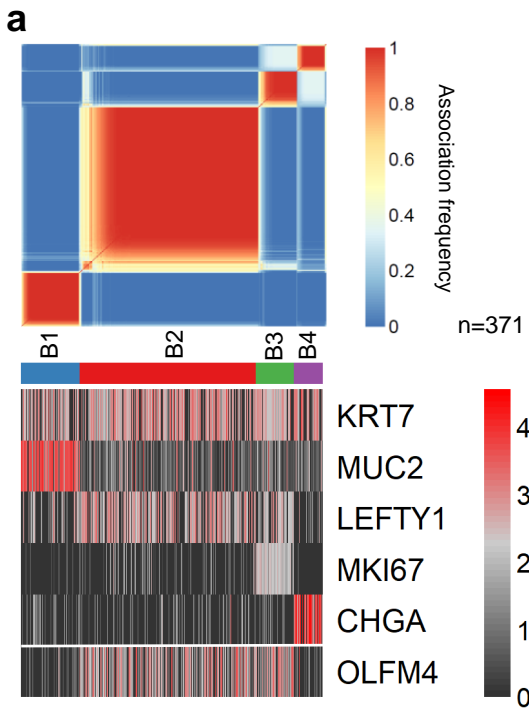 a
1
0.8
0.6
0.4
0.2
0
Association frequency
n=371
B1
B2
B3
B4
KRT7
MUC2
LEFTY1
MKI67
CHGA
OLFM4
4
3
2
1
0